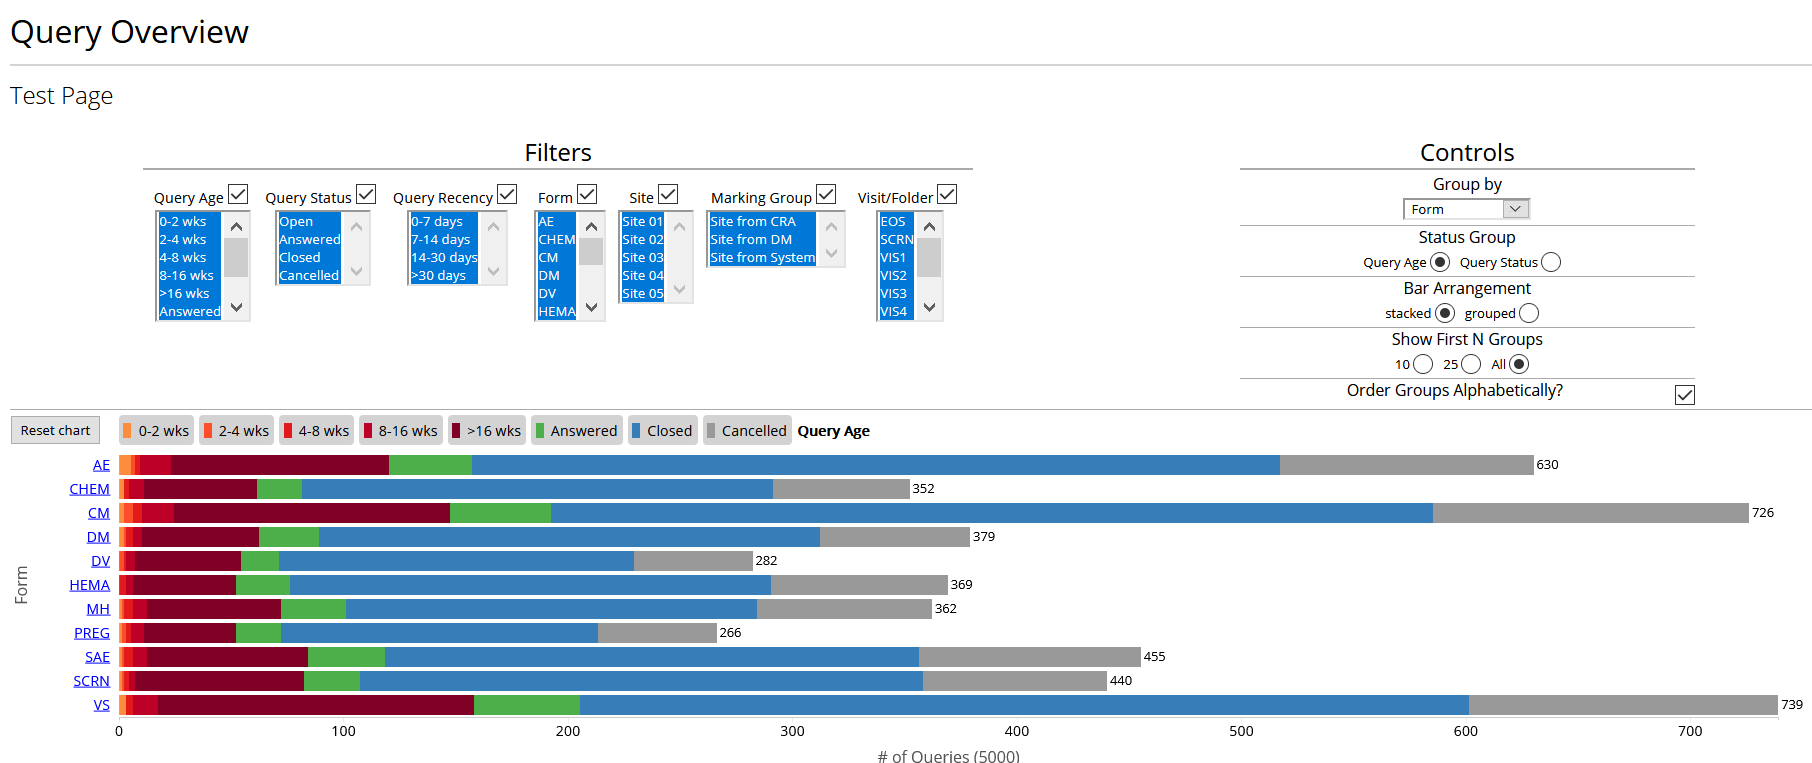 Query Overview
Test Page
Filters
Query Age
0-2 wks
2-4 wks
4-8 wks
8-16 wks
>16 wks
Answered
Query Status
Open
Answered
Closed
Cancelled
Query Recency
0-7 days
7-14 days
14-30 days
>30 days
Form
AE
CHEM
CM
DM
DV
HEMA
Site
Site 01
Site 02
Site 03
Site 04
Site 05
Marking Group
Site from CRA
Site from DM
Site from System
Visit/Folder
EOS
SCRN
VIS1
VIS2
VIS3
VIS4
Controls
Group by
Form
Status Group
Query Age Query Status
Bar Arrangement
stacked grouped
Show First N Groups
10 25 All
Order Groups Alphabetically?
Reset chart
0-2 wks 2-4 wks 4-8 wks 8-16 wks >16 wks Answered Closed Cancelled Query Age
Form
AE 630
CHEM 352
CM 726
DM 379
DV 282
HEMA 369
MH 362
PREG 266
SAE 455
SCRN 440
VS 739
0 100 200 300 400 500 600 700
# of Queries (5000)